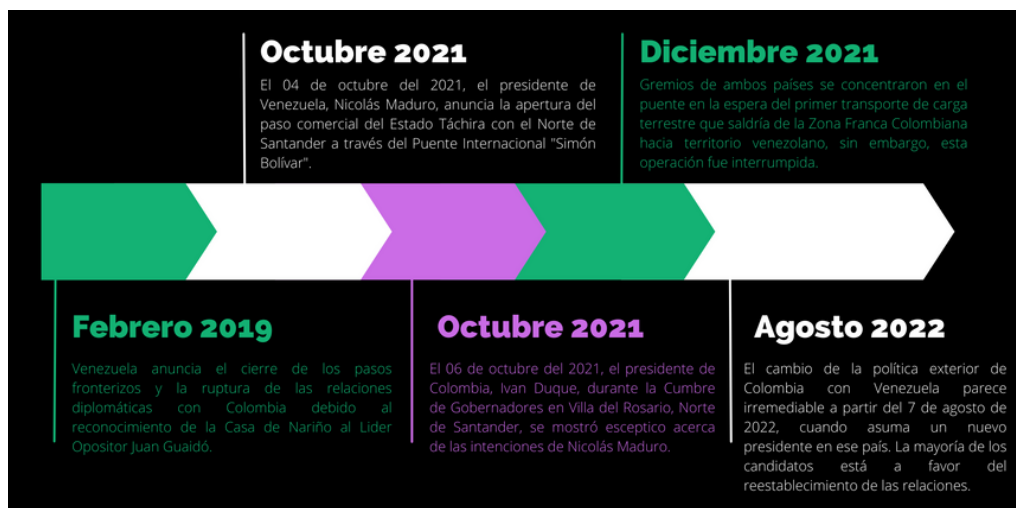 Octubre 2021
El 04 de octubre del 2021, el presidente de
Venezuela, Nicolás Maduro, anuncia la apertura del
paso comercial del Estado Táchira con el Norte de
Santander a través del Puente Internacional "Simón
Bolívar".
Diciembre 2021
Gremios de ambos países se concentraron en el
puente en la espera del primer transporte de carga
terrestre que saldría de la Zona Franca Colombiana
hacia territorio venezolano, sin embargo, esta
operación fue interrumpida.
Febrero 2019
Venezuela anuncia el cierre de los pasos
fronterizos y la ruptura de las relaciones
diplomáticas con Colombia debido al
reconocimiento de la Casa de Nariño al Lider
Opositor Juan Guaidó.
Octubre 2021
El 06 de octubre del 2021, el presidente de
Colombia, Ivan Duque, durante la Cumbre
de Gobernadores en Villa del Rosario, Norte
de Santander, se mostró esceptico acerca
de las intenciones de Nicolás Maduro.
Agosto 2022
El cambio de la política exterior de
Colombia con Venezuela parece
irremediable a partir del 7 de agosto de
2022, cuando asuma un nuevo
presidente en ese país. La mayoría de los
candidatos está a favor del
reestablecimiento de las relaciones.